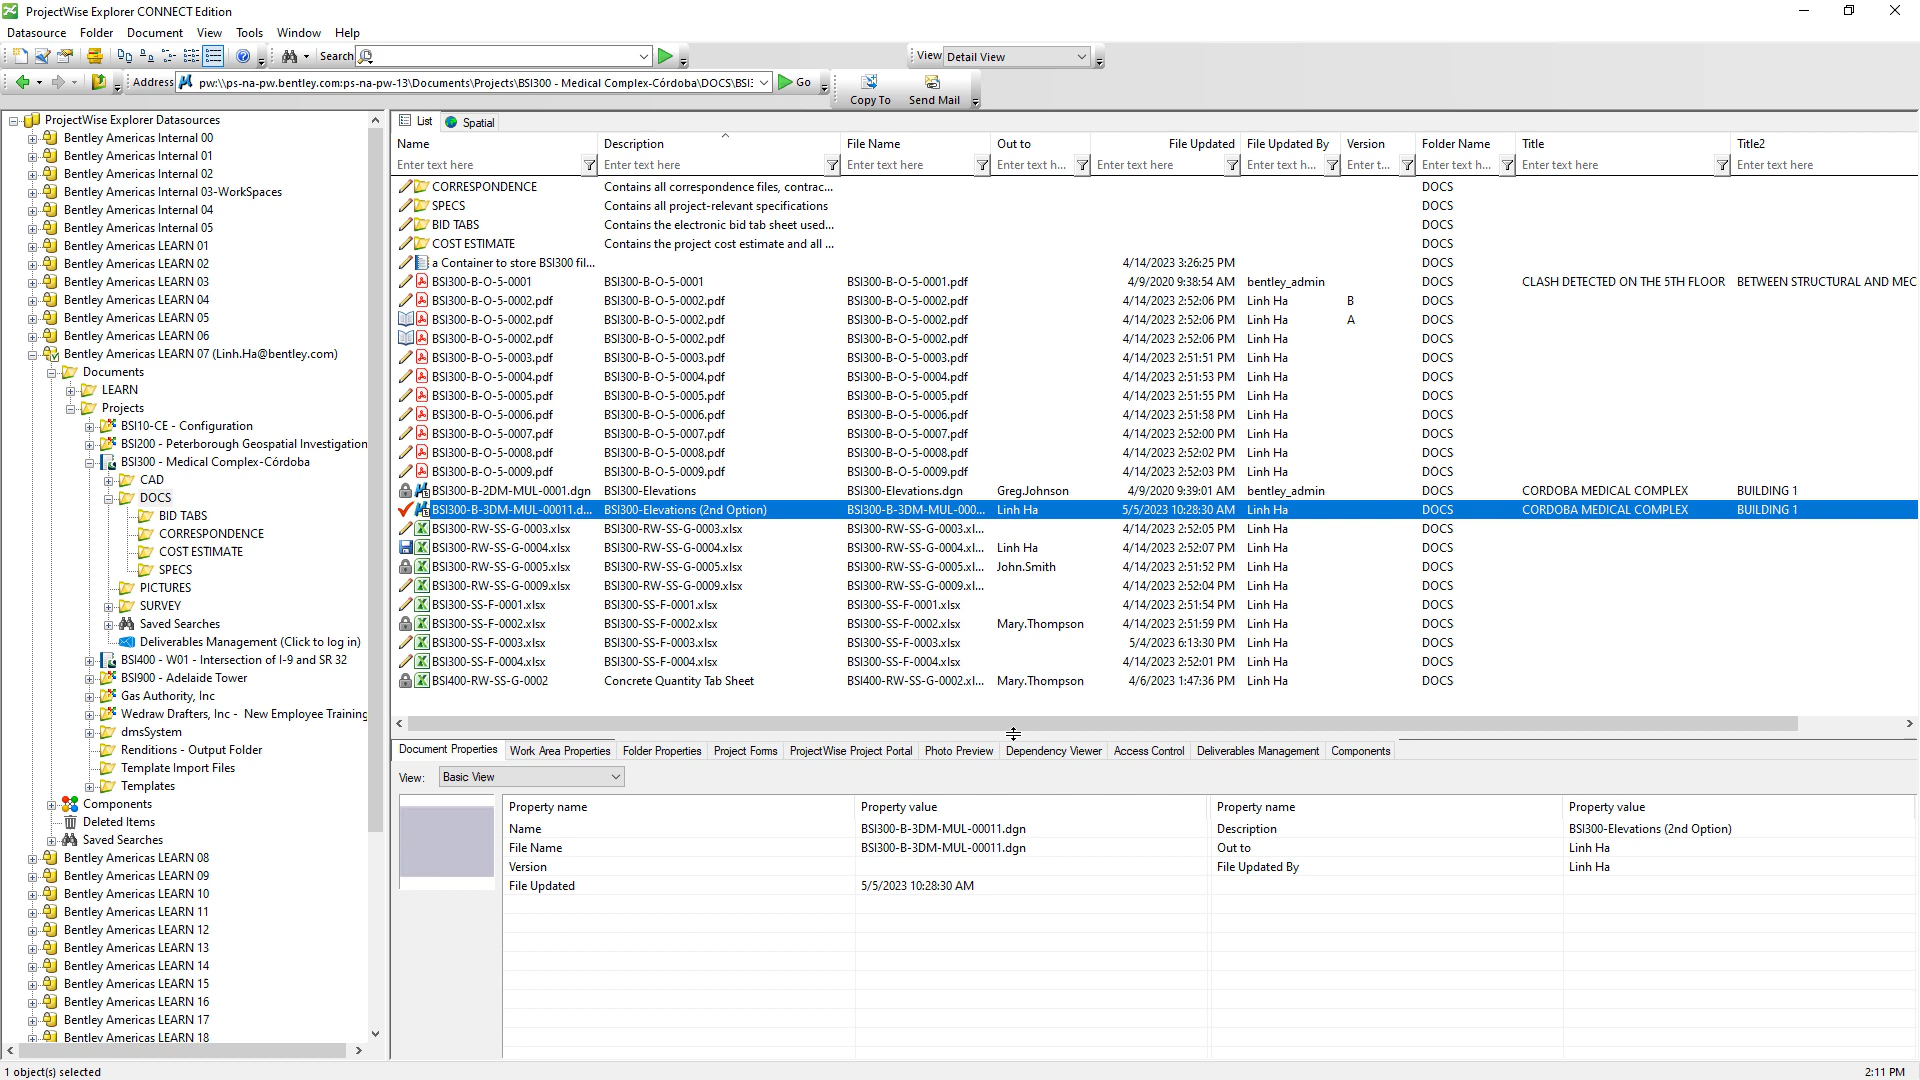 ProjectWise Explorer CONNECT Edition
Datasource Folder Document View Tools Window Help
Search View Detail View
Address pw:\\ps-na-pw.bentley.com:ps-na-pw-13\Documents\Projects\BSI300 - Medical Complex-Córdoba\DOCS\BSI: Go Copy To Send Mail
ProjectWise Explorer Datasources
Bentley Americas Internal 00
Bentley Americas Internal 01
Bentley Americas Internal 02
Bentley Americas Internal 03-WorkSpaces
Bentley Americas Internal 04
Bentley Americas Internal 05
Bentley Americas LEARN 01
Bentley Americas LEARN 02
Bentley Americas LEARN 03
Bentley Americas LEARN 04
Bentley Americas LEARN 05
Bentley Americas LEARN 06
Bentley Americas LEARN 07 (Linh.Ha@bentley.com)
Documents
LEARN
Projects
BSI10-CE - Configuration
BSI200 - Peterborough Geospatial Investigation
BSI300 - Medical Complex-Córdoba
CAD
DOCS
BID TABS
CORRESPONDENCE
COST ESTIMATE
SPECS
PICTURES
SURVEY
Saved Searches
Deliverables Management (Click to log in)
BSI400 - W01 - Intersection of I-9 and SR 32
BSI900 - Adelaide Tower
Gas Authority, Inc
Wedraw Drafters, Inc - New Employee Training
dmsSystem
Renditions - Output Folder
Template Import Files
Templates
Components
Deleted Items
Saved Searches
Bentley Americas LEARN 08
Bentley Americas LEARN 09
Bentley Americas LEARN 10
Bentley Americas LEARN 11
Bentley Americas LEARN 12
Bentley Americas LEARN 13
Bentley Americas LEARN 14
Bentley Americas LEARN 15
Bentley Americas LEARN 16
Bentley Americas LEARN 17
Bentley Americas LEARN 18
List Spatial
Name Description File Name Out to File Updated File Updated By Version Folder Name Title Title2
Enter text here Enter text here Enter text here Enter text h... Enter text here Enter text h... Enter t... Enter text h... Enter text here Enter text here
CORRESPONDENCE Contains all correspondence files, contrac... DOCS
SPECS Contains all project-relevant specifications DOCS
BID TABS Contains the electronic bid tab sheet used... DOCS
COST ESTIMATE Contains the project cost estimate and all ... DOCS
a Container to store BSI300 fil... 4/14/2023 3:26:25 PM DOCS
BSI300-B-O-5-0001 BSI300-B-O-5-0001 BSI300-B-O-5-0001.pdf 4/9/2020 9:38:54 AM bentley_admin DOCS CLASH DETECTED ON THE 5TH FLOOR BETWEEN STRUCTURAL AND MEC
BSI300-B-O-5-0002.pdf BSI300-B-O-5-0002.pdf BSI300-B-O-5-0002.pdf 4/14/2023 2:52:06 PM Linh Ha B DOCS
BSI300-B-O-5-0002.pdf BSI300-B-O-5-0002.pdf BSI300-B-O-5-0002.pdf 4/14/2023 2:52:06 PM Linh Ha A DOCS
BSI300-B-O-5-0002.pdf BSI300-B-O-5-0002.pdf BSI300-B-O-5-0002.pdf 4/14/2023 2:52:06 PM Linh Ha DOCS
BSI300-B-O-5-0003.pdf BSI300-B-O-5-0003.pdf BSI300-B-O-5-0003.pdf 4/14/2023 2:51:51 PM Linh Ha DOCS
BSI300-B-O-5-0004.pdf BSI300-B-O-5-0004.pdf BSI300-B-O-5-0004.pdf 4/14/2023 2:51:53 PM Linh Ha DOCS
BSI300-B-O-5-0005.pdf BSI300-B-O-5-0005.pdf BSI300-B-O-5-0005.pdf 4/14/2023 2:51:55 PM Linh Ha DOCS
BSI300-B-O-5-0006.pdf BSI300-B-O-5-0006.pdf BSI300-B-O-5-0006.pdf 4/14/2023 2:51:58 PM Linh Ha DOCS
BSI300-B-O-5-0007.pdf BSI300-B-O-5-0007.pdf BSI300-B-O-5-0007.pdf 4/14/2023 2:52:00 PM Linh Ha DOCS
BSI300-B-O-5-0008.pdf BSI300-B-O-5-0008.pdf BSI300-B-O-5-0008.pdf 4/14/2023 2:52:02 PM Linh Ha DOCS
BSI300-B-O-5-0009.pdf BSI300-B-O-5-0009.pdf BSI300-B-O-5-0009.pdf 4/14/2023 2:52:03 PM Linh Ha DOCS
BSI300-B-2DM-MUL-0001.dgn BSI300-Elevations BSI300-Elevations.dgn Greg.Johnson 4/9/2020 9:39:01 AM bentley_admin DOCS CORDOBA MEDICAL COMPLEX BUILDING 1
BSI300-B-3DM-MUL-00011.d... BSI300-Elevations (2nd Option) BSI300-B-3DM-MUL-000... Linh Ha 5/5/2023 10:28:30 AM Linh Ha DOCS CORDOBA MEDICAL COMPLEX BUILDING 1
BSI300-RW-SS-G-0003.xlsx BSI300-RW-SS-G-0003.xlsx BSI300-RW-SS-G-0003.xl... 4/14/2023 2:52:05 PM Linh Ha DOCS
BSI300-RW-SS-G-0004.xlsx BSI300-RW-SS-G-0004.xlsx BSI300-RW-SS-G-0004.xl... Linh Ha 4/14/2023 2:52:07 PM Linh Ha DOCS
BSI300-RW-SS-G-0005.xlsx BSI300-RW-SS-G-0005.xlsx BSI300-RW-SS-G-0005.xl... John.Smith 4/14/2023 2:51:52 PM Linh Ha DOCS
BSI300-RW-SS-G-0009.xlsx BSI300-RW-SS-G-0009.xlsx BSI300-RW-SS-G-0009.xl... 4/14/2023 2:52:04 PM Linh Ha DOCS
BSI300-SS-F-0001.xlsx BSI300-SS-F-0001.xlsx BSI300-SS-F-0001.xlsx 4/14/2023 2:51:54 PM Linh Ha DOCS
BSI300-SS-F-0002.xlsx BSI300-SS-F-0002.xlsx BSI300-SS-F-0002.xlsx Mary.Thompson 4/14/2023 2:51:59 PM Linh Ha DOCS
BSI300-SS-F-0003.xlsx BSI300-SS-F-0003.xlsx BSI300-SS-F-0003.xlsx 5/4/2023 6:13:30 PM Linh Ha DOCS
BSI300-SS-F-0004.xlsx BSI300-SS-F-0004.xlsx BSI300-SS-F-0004.xlsx 4/14/2023 2:52:01 PM Linh Ha DOCS
BSI400-RW-SS-G-0002 Concrete Quantity Tab Sheet BSI400-RW-SS-G-0002.xl... Mary.Thompson 4/6/2023 1:47:36 PM Linh Ha DOCS
Document Properties Work Area Properties Folder Properties Project Forms ProjectWise Project Portal Photo Preview Dependency Viewer Access Control Deliverables Management Components
View: Basic View
Property name Property value Property name Property value
Name BSI300-B-3DM-MUL-00011.dgn Description BSI300-Elevations (2nd Option)
File Name BSI300-B-3DM-MUL-00011.dgn Out to Linh Ha
Version File Updated By Linh Ha
File Updated 5/5/2023 10:28:30 AM
1 object(s) selected 2:11 PM